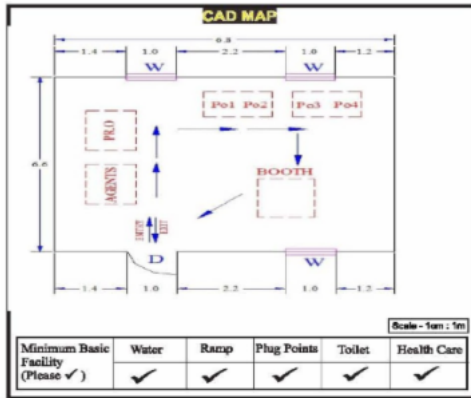 CAD MAP
6.8
1.4 1.0 2.2 1.0 1.2
W W
Po1 Po2 Po3 Po4
PRO
AGENTS
BOOTH
ENTRY EXIT
D W
1.4 1.0 2.2 1.0 1.2
Scale - 1cm : 1m
Minimum Basic Facility (Please ✓) Water Ramp Plug Points Toilet Health Care
✓ ✓ ✓ ✓ ✓